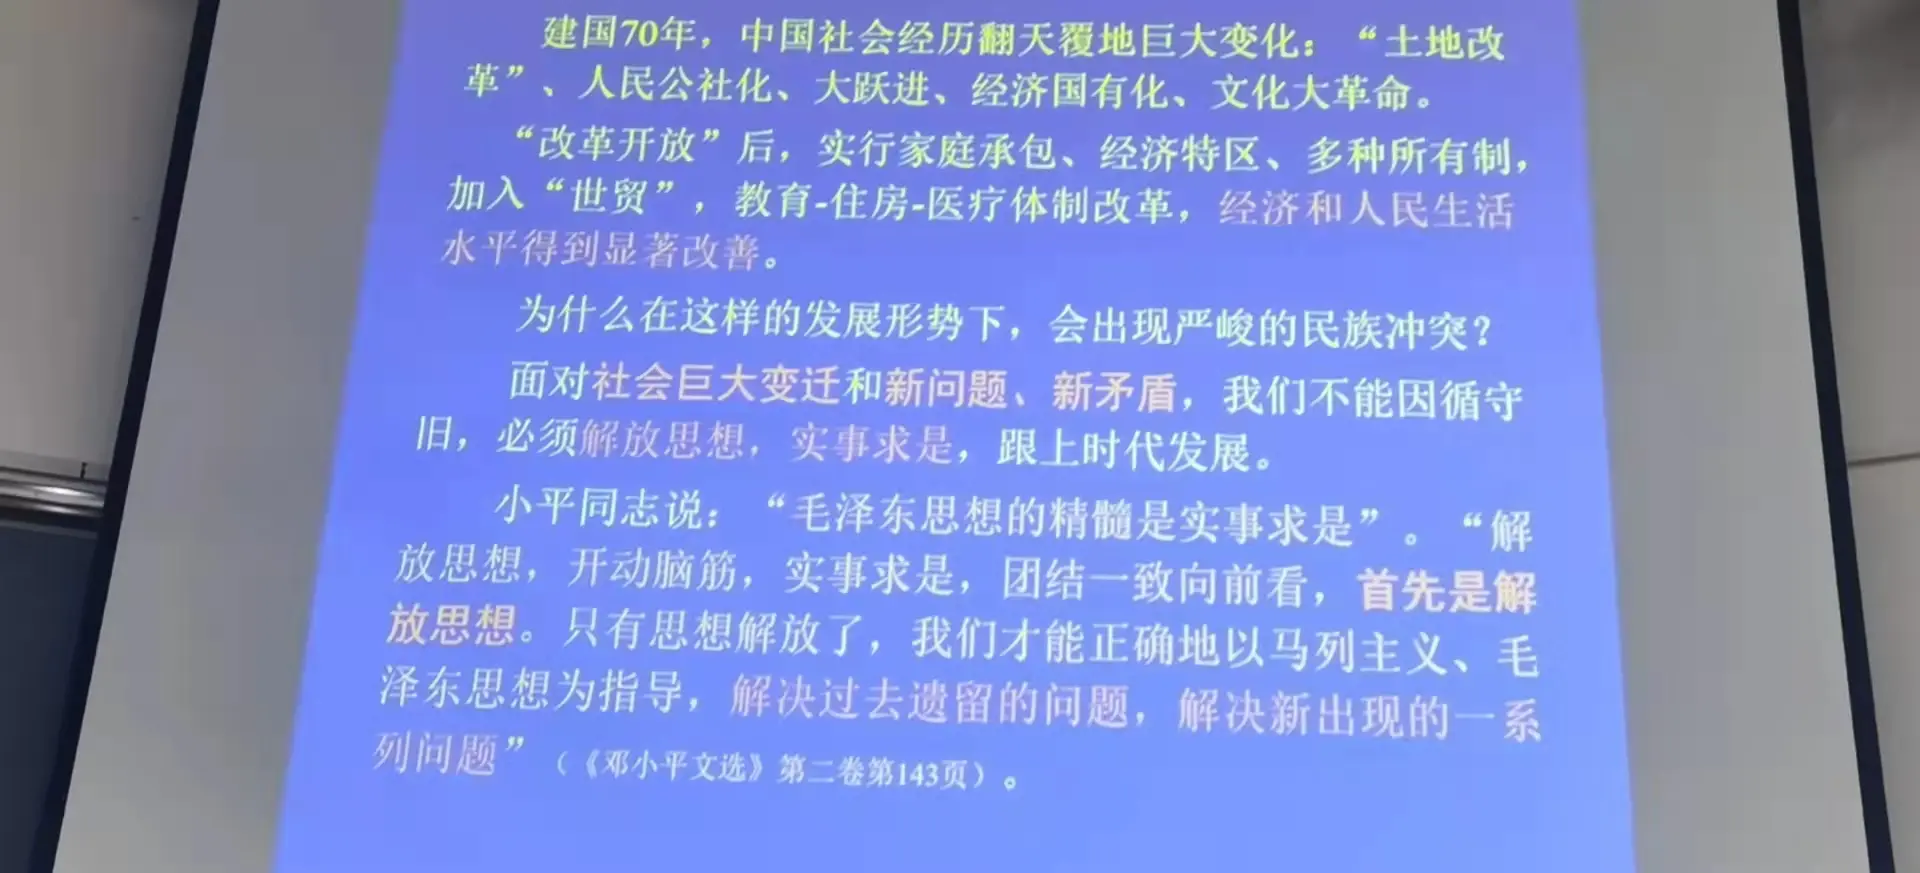 建国70年，中国社会经历翻天覆地巨大变化：“土地改
革”、人民公社化、大跃进、经济国有化、文化大革命。
“改革开放”后，实行家庭承包、经济特区、多种所有制，
加入“世贸”，教育-住房-医疗体制改革，经济和人民生活
水平得到显著改善。
为什么在这样的发展形势下，会出现严峻的民族冲突？
面对社会巨大变迁和新问题、新矛盾，我们不能因循守
旧，必须解放思想，实事求是，跟上时代发展。
小平同志说：“毛泽东思想的精髓是实事求是”。“解
放思想，开动脑筋，实事求是，团结一致向前看，首先是解
放思想。只有思想解放了，我们才能正确地以马列主义、毛
泽东思想为指导，解决过去遗留的问题，解决新出现的一系
列问题”（《邓小平文选》第二卷第143页）。